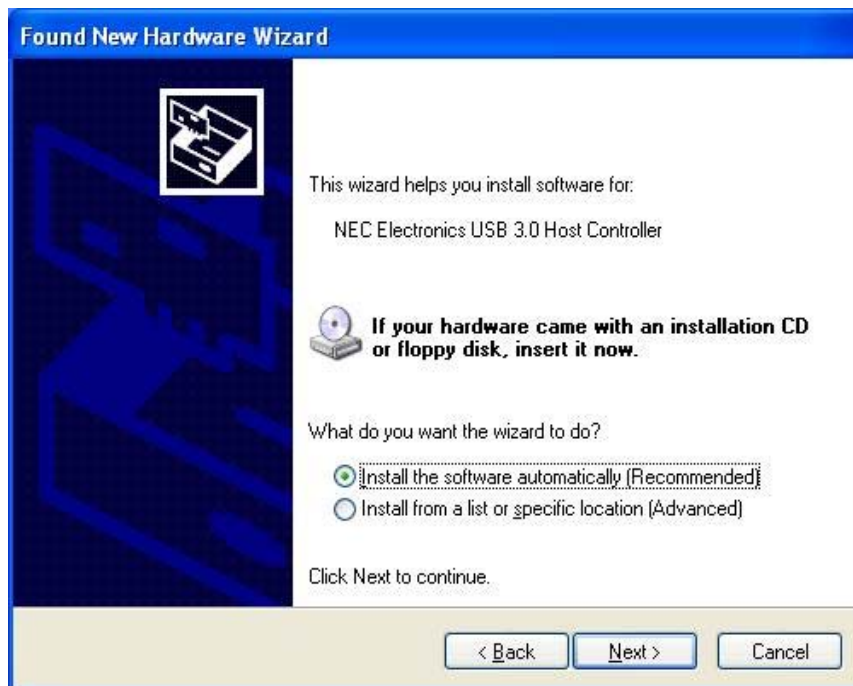 Found New Hardware Wizard
This wizard helps you install software for:
NEC Electronics USB 3.0 Host Controller
If your hardware came with an installation CD
or floppy disk, insert it now.
What do you want the wizard to do?
Install the software automatically (Recommended)
Install from a list or specific location (Advanced)
Click Next to continue.
< Back Next > Cancel